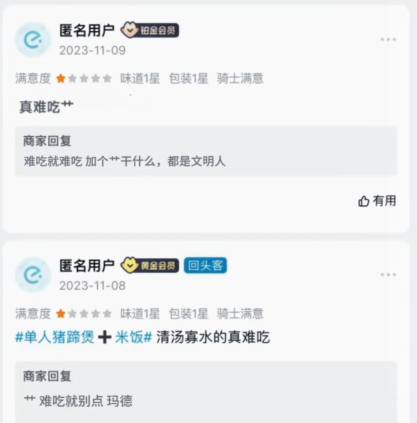 匿名用户 铂金会员
2023-11-09
满意度 味道1星 包装1星 骑士满意
真难吃艹
商家回复
难吃就难吃 加个艹干什么，都是文明人
有用
匿名用户 黄金会员 回头客
2023-11-08
满意度 味道1星 包装1星 骑士满意
#单人猪蹄煲➕米饭# 清汤寡水的真难吃
商家回复
艹 难吃就别点 玛德